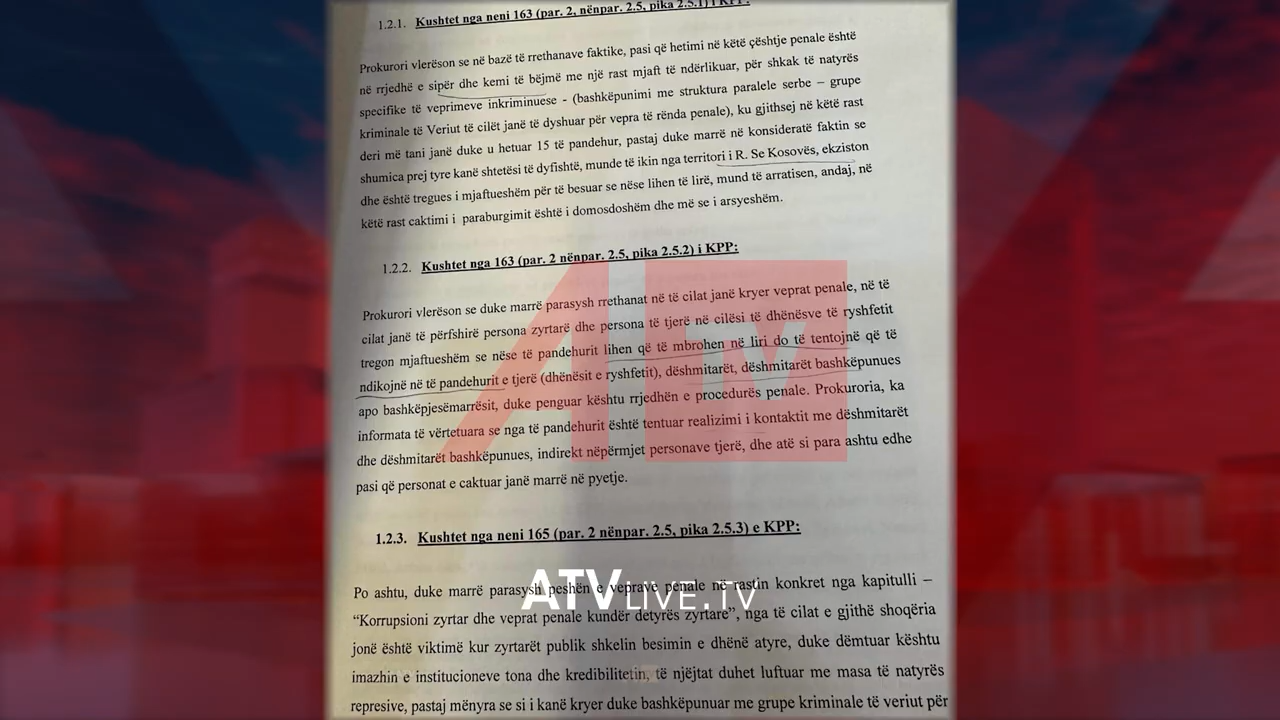 1.2.1. Kushtet nga neni 163 (par. 2, nënpar. 2.5, pika 2.5.1) i KPP:
Prokurori vlerëson se në bazë të rrethanave faktike, pasi që hetimi në këtë çështje penale është
në rrjedhë e sipër dhe kemi të bëjmë me një rast mjaft të ndërlikuar, për shkak të natyrës
specifike të veprimeve inkriminuese - (bashkëpunimi me struktura paralele serbe – grupe
kriminale të Veriut të cilët janë të dyshuar për vepra të rënda penale), ku gjithsej në këtë rast
deri më tani janë duke u hetuar 15 të pandehur, pastaj duke marrë në konsideratë faktin se
shumica prej tyre kanë shtetësi të dyfishtë, munde të ikin nga territori i R. Se Kosovës, ekziston
dhe është tregues i mjaftueshëm për të besuar se nëse lihen të lirë, mund të arratisen, andaj, në
këtë rast caktimi i paraburgimit është i domosdoshëm dhe më se i arsyeshëm.
1.2.2. Kushtet nga 163 (par. 2 nënpar. 2.5, pika 2.5.2) i KPP:
Prokurori vlerëson se duke marrë parasysh rrethanat në të cilat janë kryer veprat penale, në të
cilat janë të përfshirë persona zyrtarë dhe persona të tjerë në cilësi të dhënësve të ryshfetit
tregon mjaftueshëm se nëse të pandehurit lihen që të mbrohen në liri do të tentojnë që të
ndikojnë në të pandehurit e tjerë (dhënësit e ryshfetit), dëshmitarët, dëshmitarët bashkëpunues
apo bashkëpjesëmarrësit, duke penguar kështu rrjedhën e procedurës penale. Prokuroria, ka
informata të vërtetuara se nga të pandehurit është tentuar realizimi i kontaktit me dëshmitarët
dhe dëshmitarët bashkëpunues, indirekt nëpërmjet personave tjerë, dhe atë si para ashtu edhe
pasi që personat e caktuar janë marrë në pyetje.
1.2.3. Kushtet nga neni 165 (par. 2 nënpar. 2.5, pika 2.5.3) e KPP:
Po ashtu, duke marrë parasysh peshën e veprave penale në rastin konkret nga kapitulli –
“Korrupsioni zyrtar dhe veprat penale kundër detyrës zyrtare”, nga të cilat e gjithë shoqëria
jonë është viktimë kur zyrtarët publik shkelin besimin e dhënë atyre, duke dëmtuar kështu
imazhin e institucioneve tona dhe kredibilitetin, të njëjtat duhet luftuar me masa të natyrës
represive, pastaj mënyra se si i kanë kryer duke bashkëpunuar me grupe kriminale të veriut për
ATV
ATVLIVE.TV